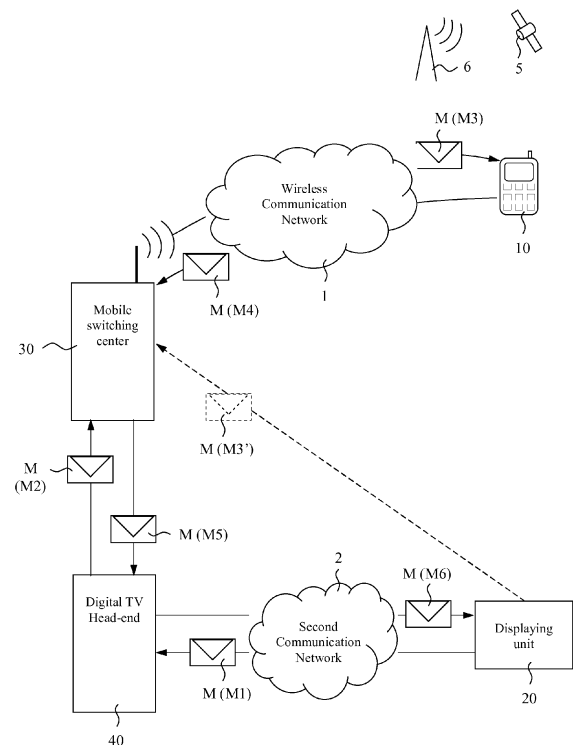 6
5
M (M3)
Wireless
Communication
Network
10
1
M (M4)
Mobile
switching
center
30
M (M3’)
M
(M2)
M (M5)
2
M (M6)
Digital TV
Head-end
Second
Communication
Network
Displaying
unit
M (M1)
20
40